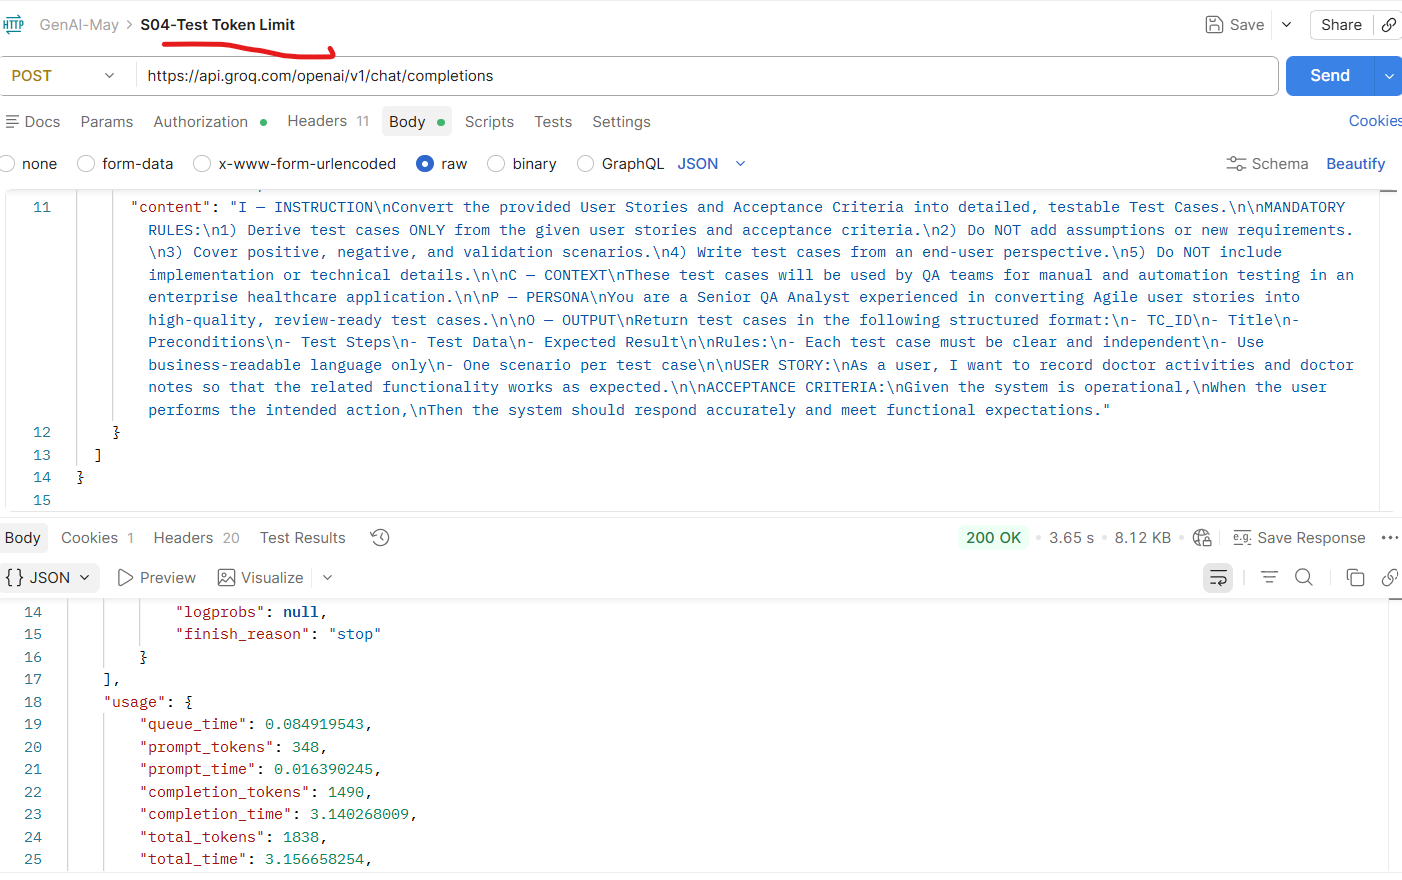 HTTP GenAI-May > S04-Test Token Limit Save Share
POST https://api.groq.com/openai/v1/chat/completions Send
Docs Params Authorization Headers 11 Body Scripts Tests Settings Cookies
none form-data x-www-form-urlencoded raw binary GraphQL JSON Schema Beautify
11 "content": "I — INSTRUCTION\nConvert the provided User Stories and Acceptance Criteria into detailed, testable Test Cases.\n\nMANDATORY
RULES:\n1) Derive test cases ONLY from the given user stories and acceptance criteria.\n2) Do NOT add assumptions or new requirements.
\n3) Cover positive, negative, and validation scenarios.\n4) Write test cases from an end-user perspective.\n5) Do NOT include
implementation or technical details.\n\nC — CONTEXT\nThese test cases will be used by QA teams for manual and automation testing in an
enterprise healthcare application.\n\nP — PERSONA\nYou are a Senior QA Analyst experienced in converting Agile user stories into
high-quality, review-ready test cases.\n\nO — OUTPUT\nReturn test cases in the following structured format:\n- TC_ID\n- Title\n-
Preconditions\n- Test Steps\n- Test Data\n- Expected Result\n\nRules:\n- Each test case must be clear and independent\n- Use
business-readable language only\n- One scenario per test case\n\nUSER STORY:\nAs a user, I want to record doctor activities and doctor
notes so that the related functionality works as expected.\n\nACCEPTANCE CRITERIA:\nGiven the system is operational,\nWhen the user
performs the intended action,\nThen the system should respond accurately and meet functional expectations."
12 }
13 ]
14 }
15
Body Cookies 1 Headers 20 Test Results 200 OK • 3.65 s • 8.12 KB • e.g. Save Response
{} JSON Preview Visualize
14 "logprobs": null,
15 "finish_reason": "stop"
16 }
17 ],
18 "usage": {
19 "queue_time": 0.084919543,
20 "prompt_tokens": 348,
21 "prompt_time": 0.016390245,
22 "completion_tokens": 1490,
23 "completion_time": 3.140268009,
24 "total_tokens": 1838,
25 "total_time": 3.156658254,